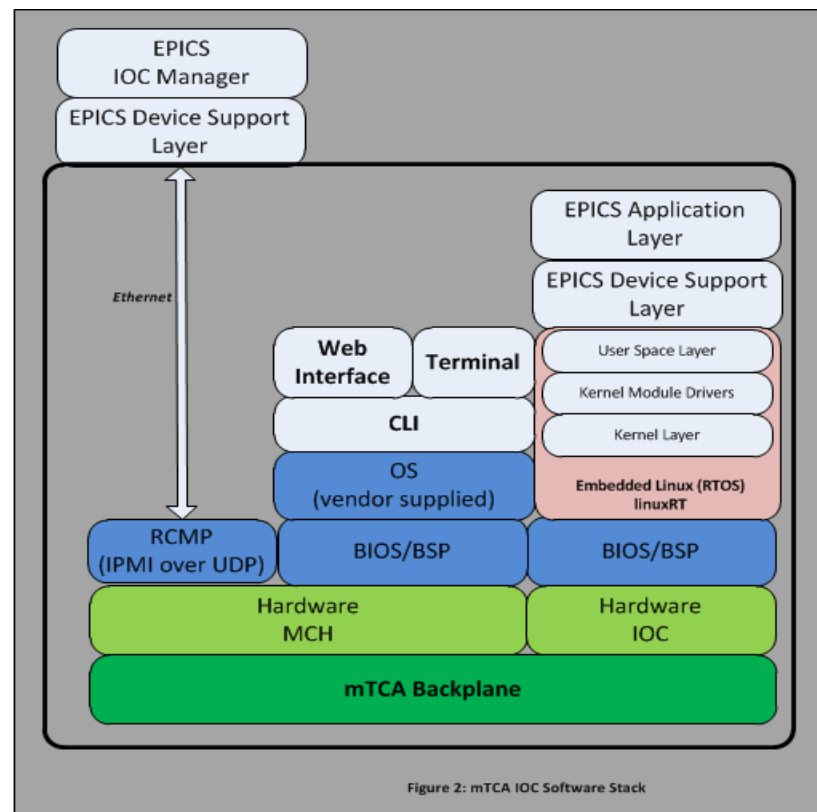 EPICS
IOC Manager
EPICS Device Support
Layer
Ethernet
EPICS Application
Layer
EPICS Device Support
Layer
Web
Interface
Terminal
CLI
OS
(vendor supplied)
User Space Layer
Kernel Module Drivers
Kernel Layer
Embedded Linux (RTOS)
linuxRT
RCMP
(IPMI over UDP)
BIOS/BSP
BIOS/BSP
Hardware
MCH
Hardware
IOC
mTCA Backplane
Figure 2: mTCA IOC Software Stack